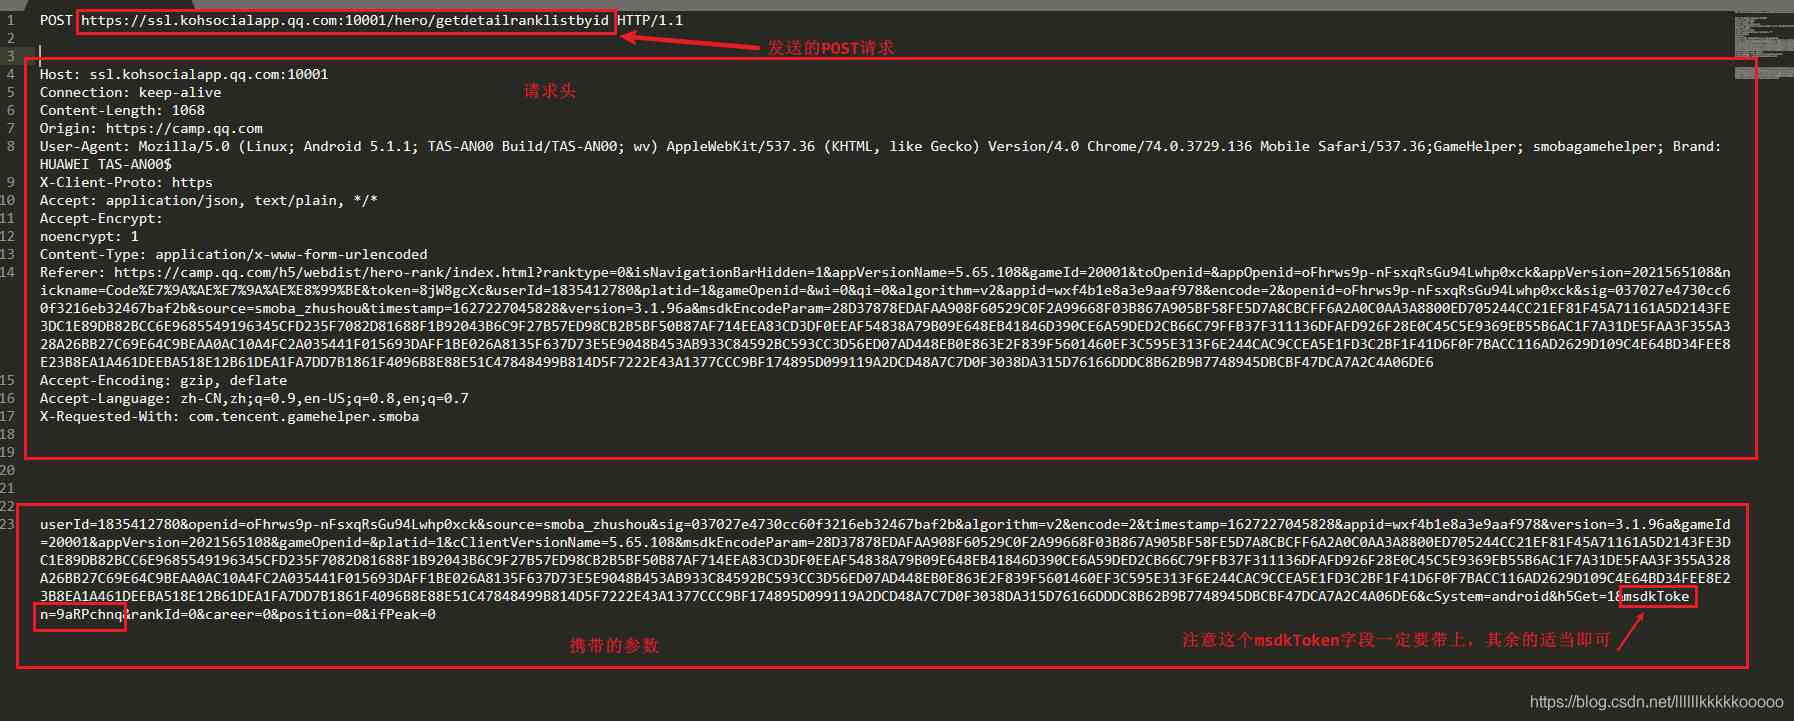 1 POST https://ssl.kohsocialapp.qq.com:10001/hero/getdetailranklistbyid HTTP/1.1
2
发送的POST请求
3
4 Host: ssl.kohsocialapp.qq.com:10001
请求头
5 Connection: keep-alive
6 Content-Length: 1068
7 Origin: https://camp.qq.com
8 User-Agent: Mozilla/5.0 (Linux; Android 5.1.1; TAS-AN00 Build/TAS-AN00; wv) AppleWebKit/537.36 (KHTML, like Gecko) Version/4.0 Chrome/74.0.3729.136 Mobile Safari/537.36;GameHelper; smobagamehelper; Brand:
HUAWEI TAS-AN00$
9 X-Client-Proto: https
10 Accept: application/json, text/plain, */*
11 Accept-Encrypt:
12 noencrypt: 1
13 Content-Type: application/x-www-form-urlencoded
14 Referer: https://camp.qq.com/h5/webdist/hero-rank/index.html?ranktype=0&isNavigationBarHidden=1&appVersionName=5.65.108&gameId=20001&toOpenid=&appOpenid=oFhrws9p-nFsxqRsGu94Lwhp0xck&appVersion=2021565108&n
ickname=Code%E7%9A%AE%E7%9A%AE%E8%99%BE&token=8jW8gcXc&userId=1835412780&platid=1&gameOpenid=&wi=0&qi=0&algorithm=v2&appid=wxf4b1e8a3e9aaf978&encode=2&openid=oFhrws9p-nFsxqRsGu94Lwhp0xck&sig=037027e4730cc6
0f3216eb32467baf2b&source=smoba_zhushou&timestamp=1627227045828&version=3.1.96a&msdkEncodeParam=28D37878EDAFAA908F60529C0F2A99668F03B867A905BF58FE5D7A8CBCFF6A2A0C0AA3A8800ED705244CC21EF81F45A71161A5D2143FE
3DC1E89DB82BCC6E9685549196345CFD235F7082D81688F1B92043B6C9F27B57ED98CB2B5BF50B87AF714EEA83CD3DF0EEAF54838A79B09E648EB41846D390CE6A59DED2CB66C79FFB37F311136DFAFD926F28E0C45C5E9369EB55B6AC1F7A31DE5FAA3F355A3
28A26BB27C69E64C9BEAA0AC10A4FC2A035441F015693DAFF1BE026A8135F637D73E5E9048B453AB933C84592BC593CC3D56ED07AD448EB0E863E2F839F5601460EF3C595E313F6E244CAC9CCEA5E1FD3C2BF1F41D6F0F7BACC116AD2629D109C4E64BD34FEE8
E23B8EA1A461DEEBA518E12B61DEA1FA7DD7B1861F4096B8E88E51C47848499B814D5F7222E43A1377CCC9BF174895D099119A2DCD48A7C7D0F3038DA315D76166DDDC8B62B9B7748945DBCBF47DCA7A2C4A06DE6
15 Accept-Encoding: gzip, deflate
16 Accept-Language: zh-CN,zh;q=0.9,en-US;q=0.8,en;q=0.7
17 X-Requested-With: com.tencent.gamehelper.smoba
18
19
20
21
22
23 userId=1835412780&openid=oFhrws9p-nFsxqRsGu94Lwhp0xck&source=smoba_zhushou&sig=037027e4730cc60f3216eb32467baf2b&algorithm=v2&encode=2&timestamp=1627227045828&appid=wxf4b1e8a3e9aaf978&version=3.1.96a&gameId
=20001&appVersion=2021565108&gameOpenid=&platid=1&cClientVersionName=5.65.108&msdkEncodeParam=28D37878EDAFAA908F60529C0F2A99668F03B867A905BF58FE5D7A8CBCFF6A2A0C0AA3A8800ED705244CC21EF81F45A71161A5D2143FE3D
C1E89DB82BCC6E9685549196345CFD235F7082D81688F1B92043B6C9F27B57ED98CB2B5BF50B87AF714EEA83CD3DF0EEAF54838A79B09E648EB41846D390CE6A59DED2CB66C79FFB37F311136DFAFD926F28E0C45C5E9369EB55B6AC1F7A31DE5FAA3F355A328
A26BB27C69E64C9BEAA0AC10A4FC2A035441F015693DAFF1BE026A8135F637D73E5E9048B453AB933C84592BC593CC3D56ED07AD448EB0E863E2F839F5601460EF3C595E313F6E244CAC9CCEA5E1FD3C2BF1F41D6F0F7BACC116AD2629D109C4E64BD34FEE8E2
3B8EA1A461DEEBA518E12B61DEA1FA7DD7B1861F4096B8E88E51C47848499B814D5F7222E43A1377CCC9BF174895D099119A2DCD48A7C7D0F3038DA315D76166DDDC8B62B9B7748945DBCBF47DCA7A2C4A06DE6&cSystem=android&h5Get=1&msdkToke
n=9aRPchnq&rankId=0&career=0&position=0&ifPeak=0
携带的参数
注意这个msdkToken字段一定要带上，其余的适当即可
https://blog.csdn.net/llllllkkkkkooooo